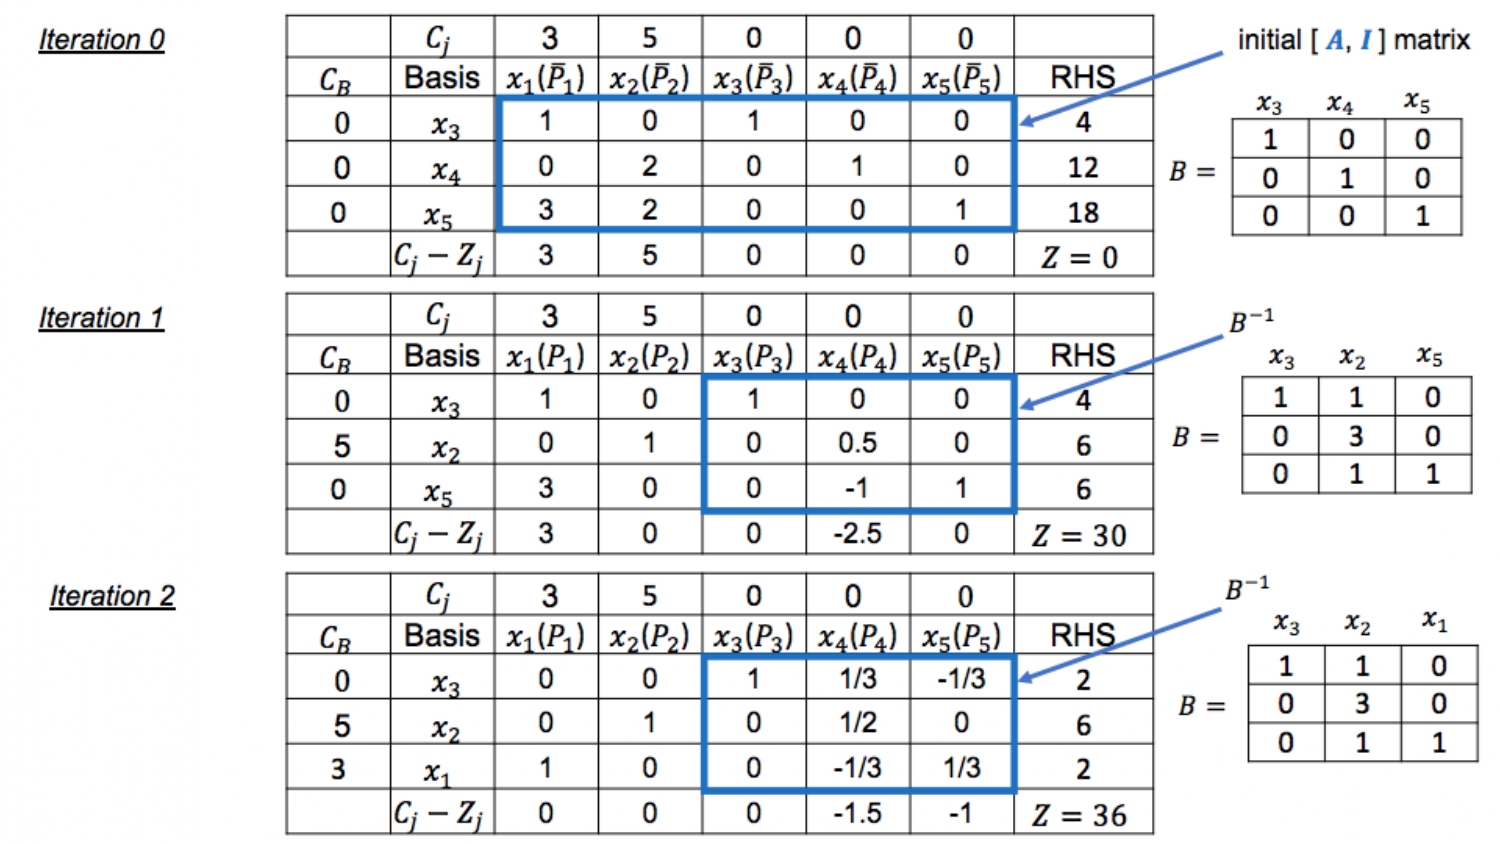 Iteration 0
initial [ A, I ] matrix
C_j 3 5 0 0 0
C_B Basis x_1(P̅_1) x_2(P̅_2) x_3(P̅_3) x_4(P̅_4) x_5(P̅_5) RHS
0 x_3 1 0 1 0 0 4
0 x_4 0 2 0 1 0 12
0 x_5 3 2 0 0 1 18
C_j − Z_j 3 5 0 0 0 Z = 0
x_3 x_4 x_5
1 0 0
B = 0 1 0
0 0 1
Iteration 1
B^{-1}
C_j 3 5 0 0 0
C_B Basis x_1(P_1) x_2(P_2) x_3(P_3) x_4(P_4) x_5(P_5) RHS
0 x_3 1 0 1 0 0 4
5 x_2 0 1 0 0.5 0 6
0 x_5 3 0 0 -1 1 6
C_j − Z_j 3 0 0 -2.5 0 Z = 30
x_3 x_2 x_5
1 1 0
B = 0 3 0
0 1 1
Iteration 2
B^{-1}
C_j 3 5 0 0 0
C_B Basis x_1(P_1) x_2(P_2) x_3(P_3) x_4(P_4) x_5(P_5) RHS
0 x_3 0 0 1 1/3 -1/3 2
5 x_2 0 1 0 1/2 0 6
3 x_1 1 0 0 -1/3 1/3 2
C_j − Z_j 0 0 0 -1.5 -1 Z = 36
x_3 x_2 x_1
1 1 0
B = 0 3 0
0 1 1